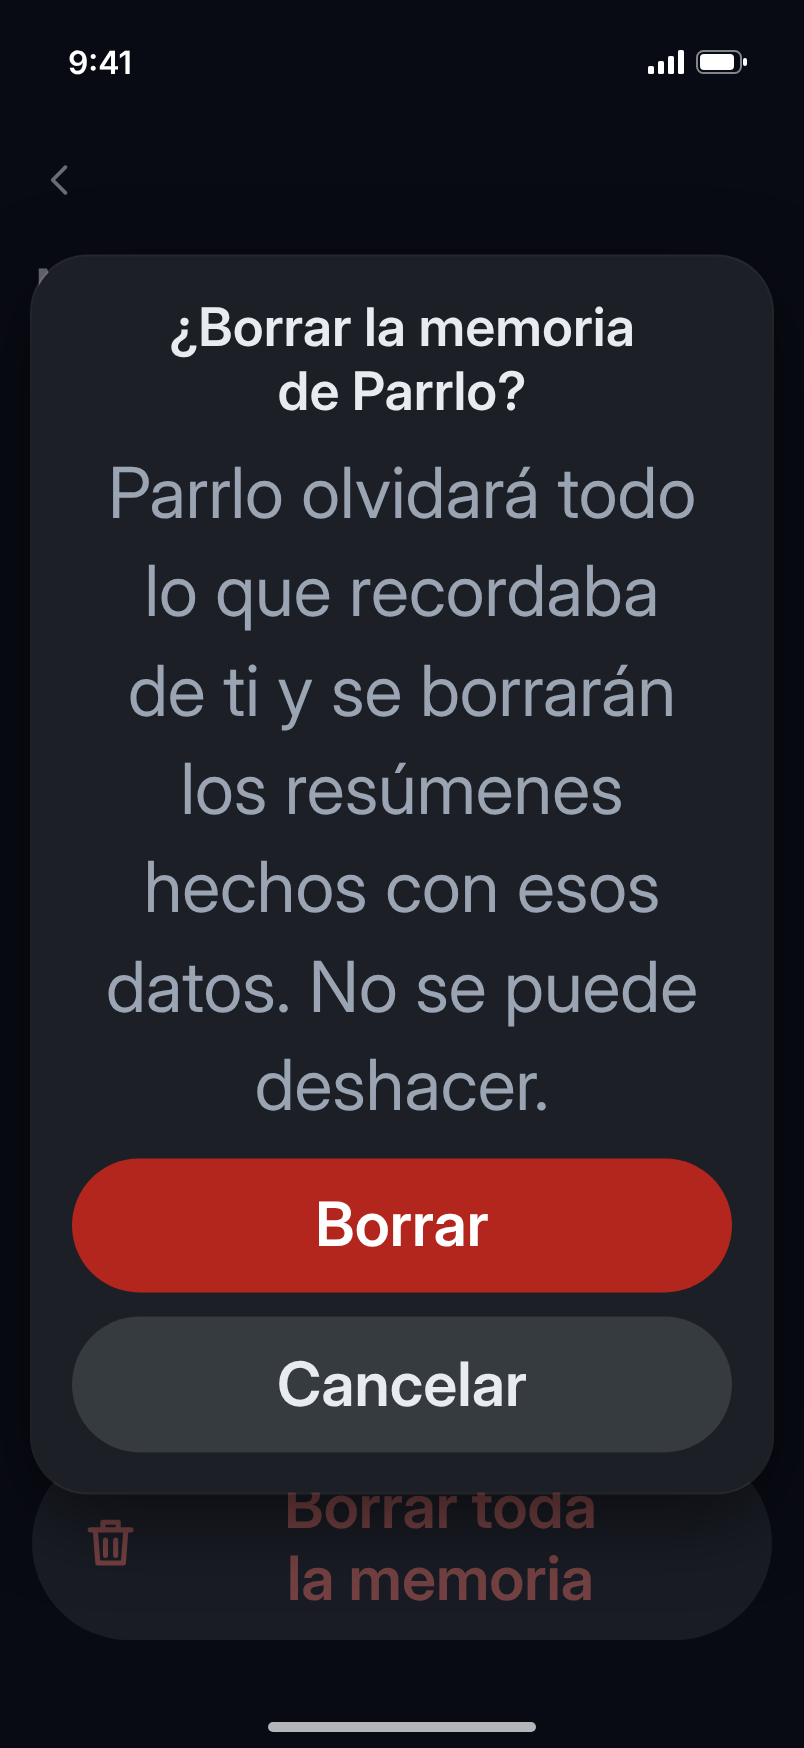 9:41
¿Borrar la memoria
de Parrlo?
Parrlo olvidará todo
lo que recordaba
de ti y se borrarán
los resúmenes
hechos con esos
datos. No se puede
deshacer.
Borrar
Cancelar
Borrar toda
la memoria